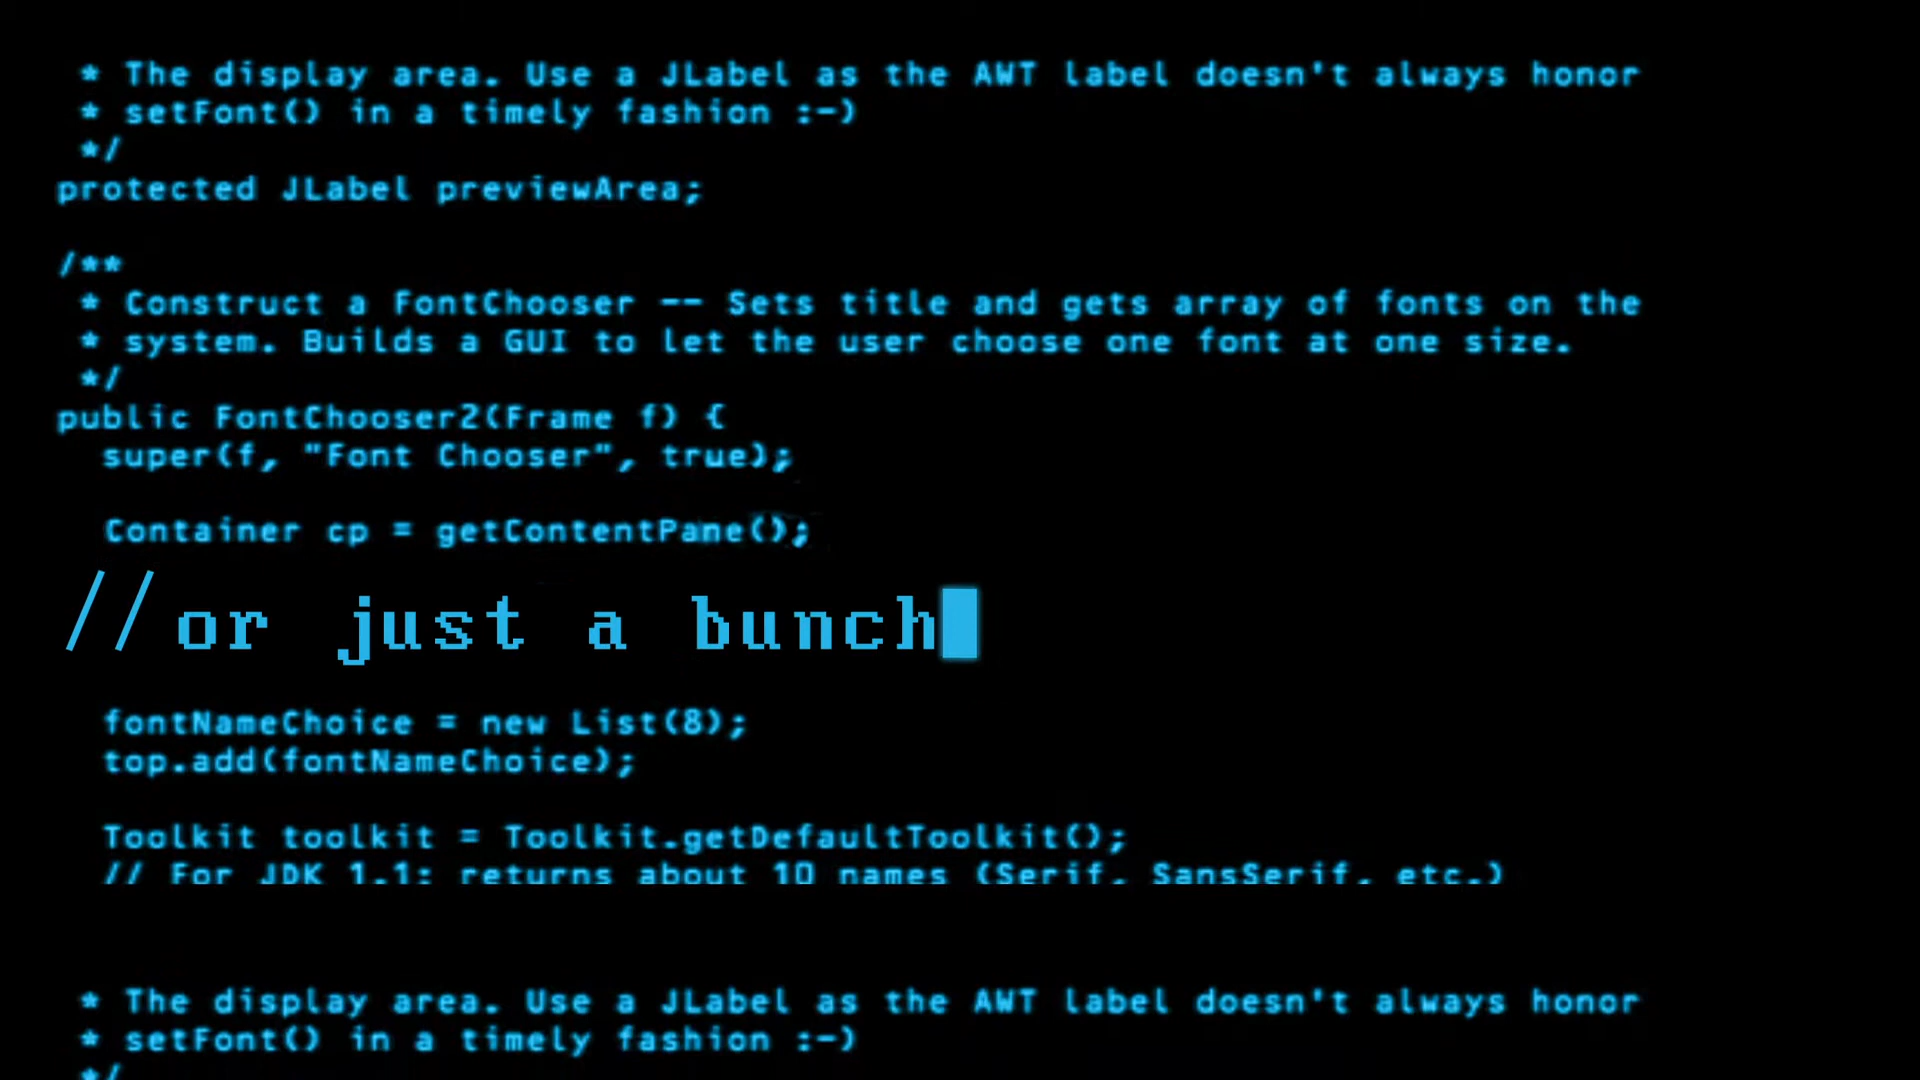 * The display area. Use a JLabel as the AWT label doesn't always honor
* setFont() in a timely fashion :-)
*/
protected JLabel previewArea;
/**
* Construct a FontChooser -- Sets title and gets array of fonts on the
* system. Builds a GUI to let the user choose one font at one size.
*/
public FontChooser2(Frame f) {
super(f, "Font Chooser", true);
Container cp = getContentPane();
//or just a bunch
fontNameChoice = new List(8);
top.add(fontNameChoice);
Toolkit toolkit = Toolkit.getDefaultToolkit();
// For JDK 1.1: returns about 10 names (Serif, SansSerif, etc.)
* The display area. Use a JLabel as the AWT label doesn't always honor
* setFont() in a timely fashion :-)
*/